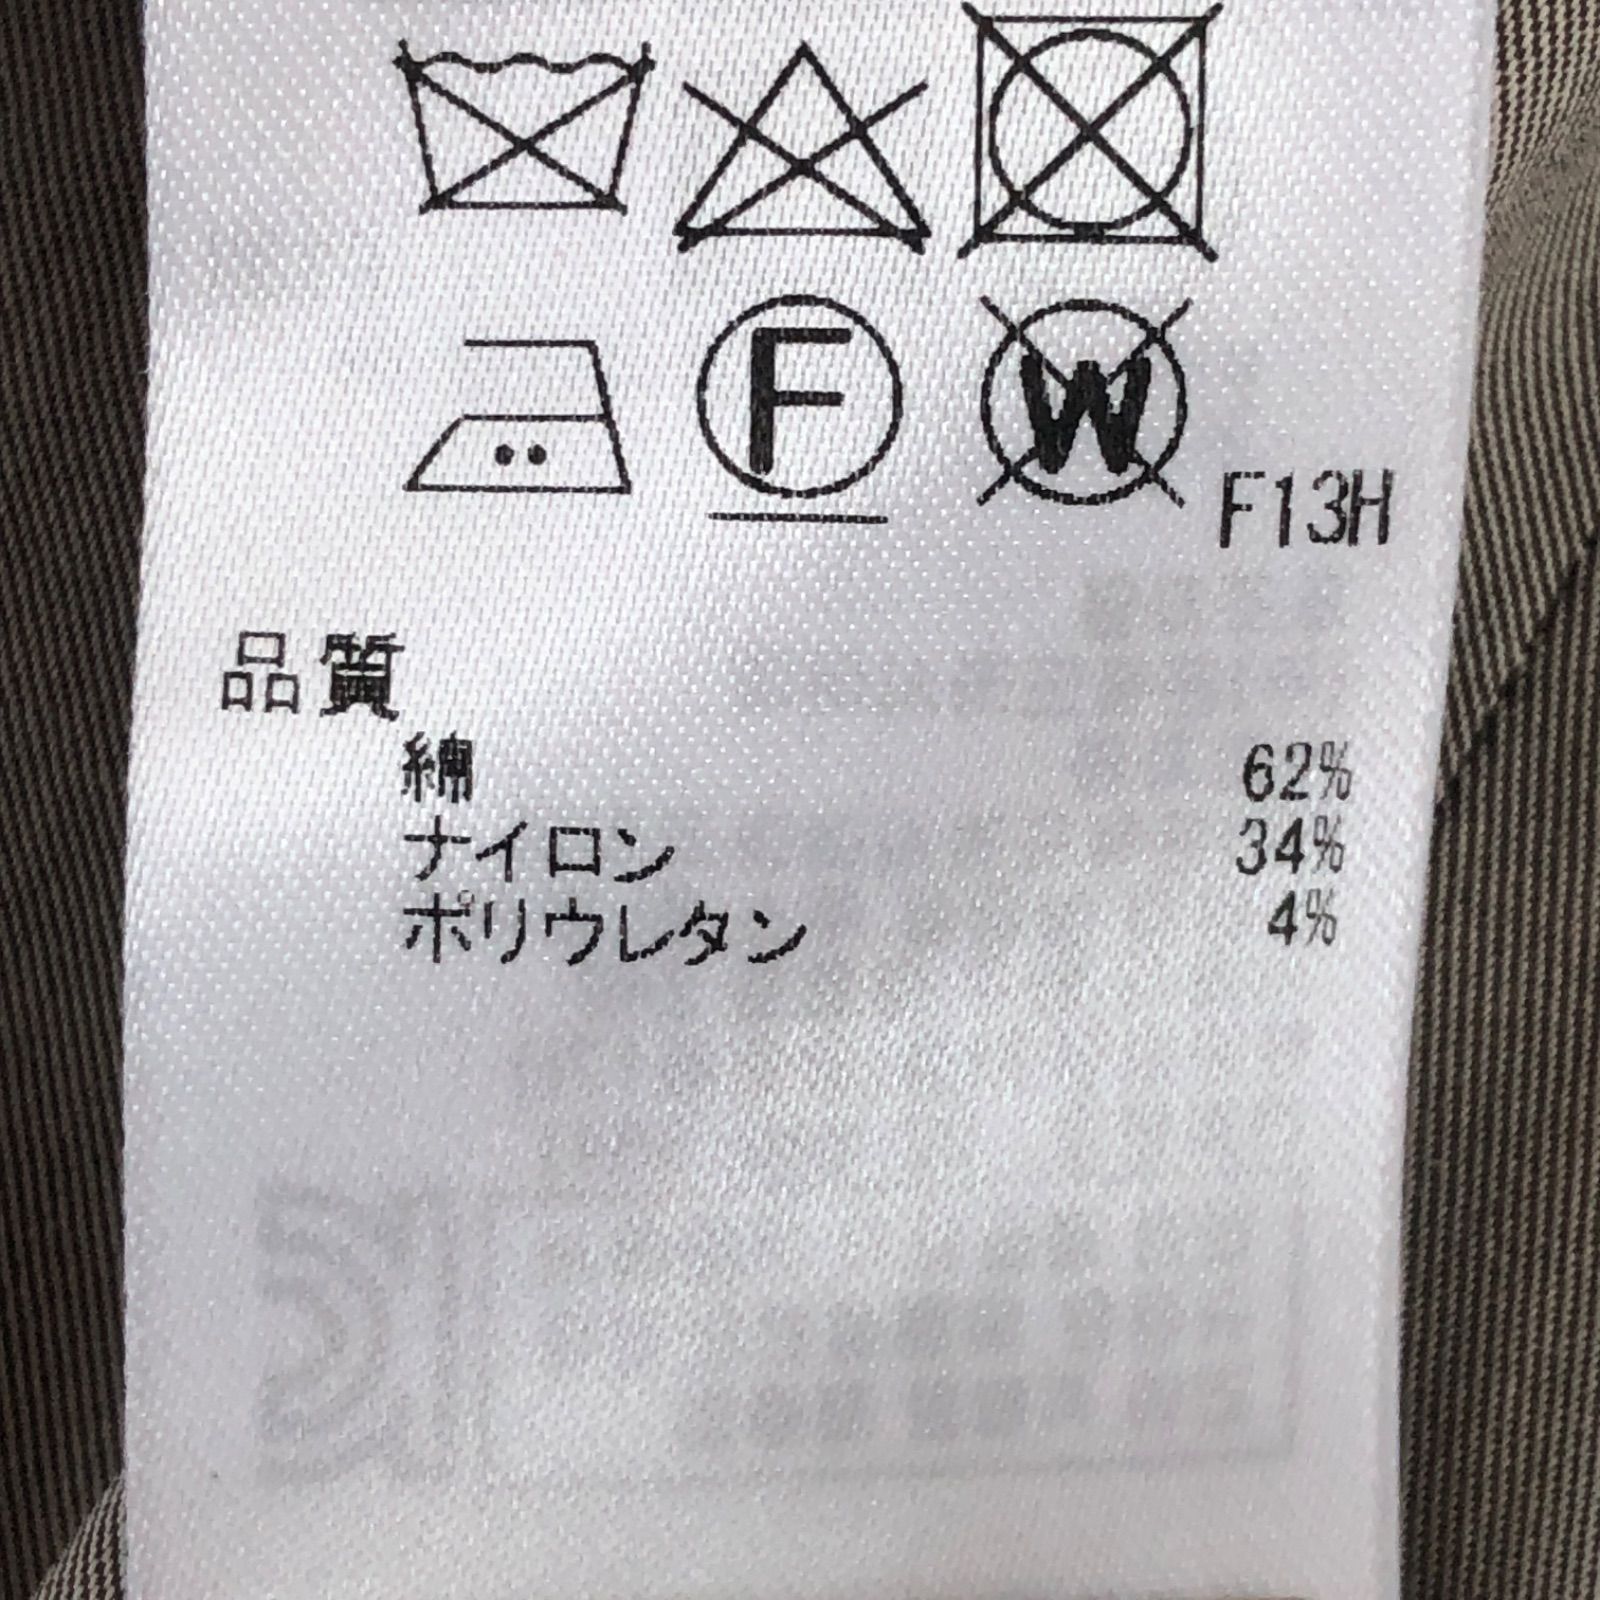 F
W
F13H
品質
綿 62%
ナイロン 34%
ポリウレタン 4%